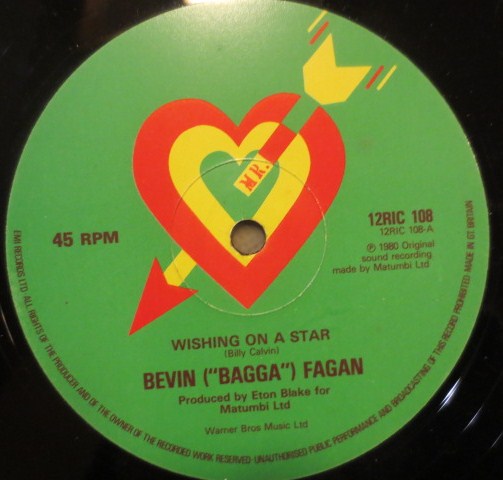 MR.
45 RPM
12RIC 108
12RIC 108-A
℗ 1980 Original
sound recording
made by Matumbi Ltd
WISHING ON A STAR
(Billy Calvin)
BEVIN ("BAGGA") FAGAN
Produced by Eton Blake for
Matumbi Ltd
Warner Bros Music Ltd
EMI RECORDS LTD. ALL RIGHTS OF THE PRODUCER AND OF THE OWNER OF THE RECORDED WORK RESERVED·UNAUTHORISED PUBLIC PERFORMANCE AND BROADCASTING OF THIS RECORD PROHIBITED MADE IN GT. BRITAIN